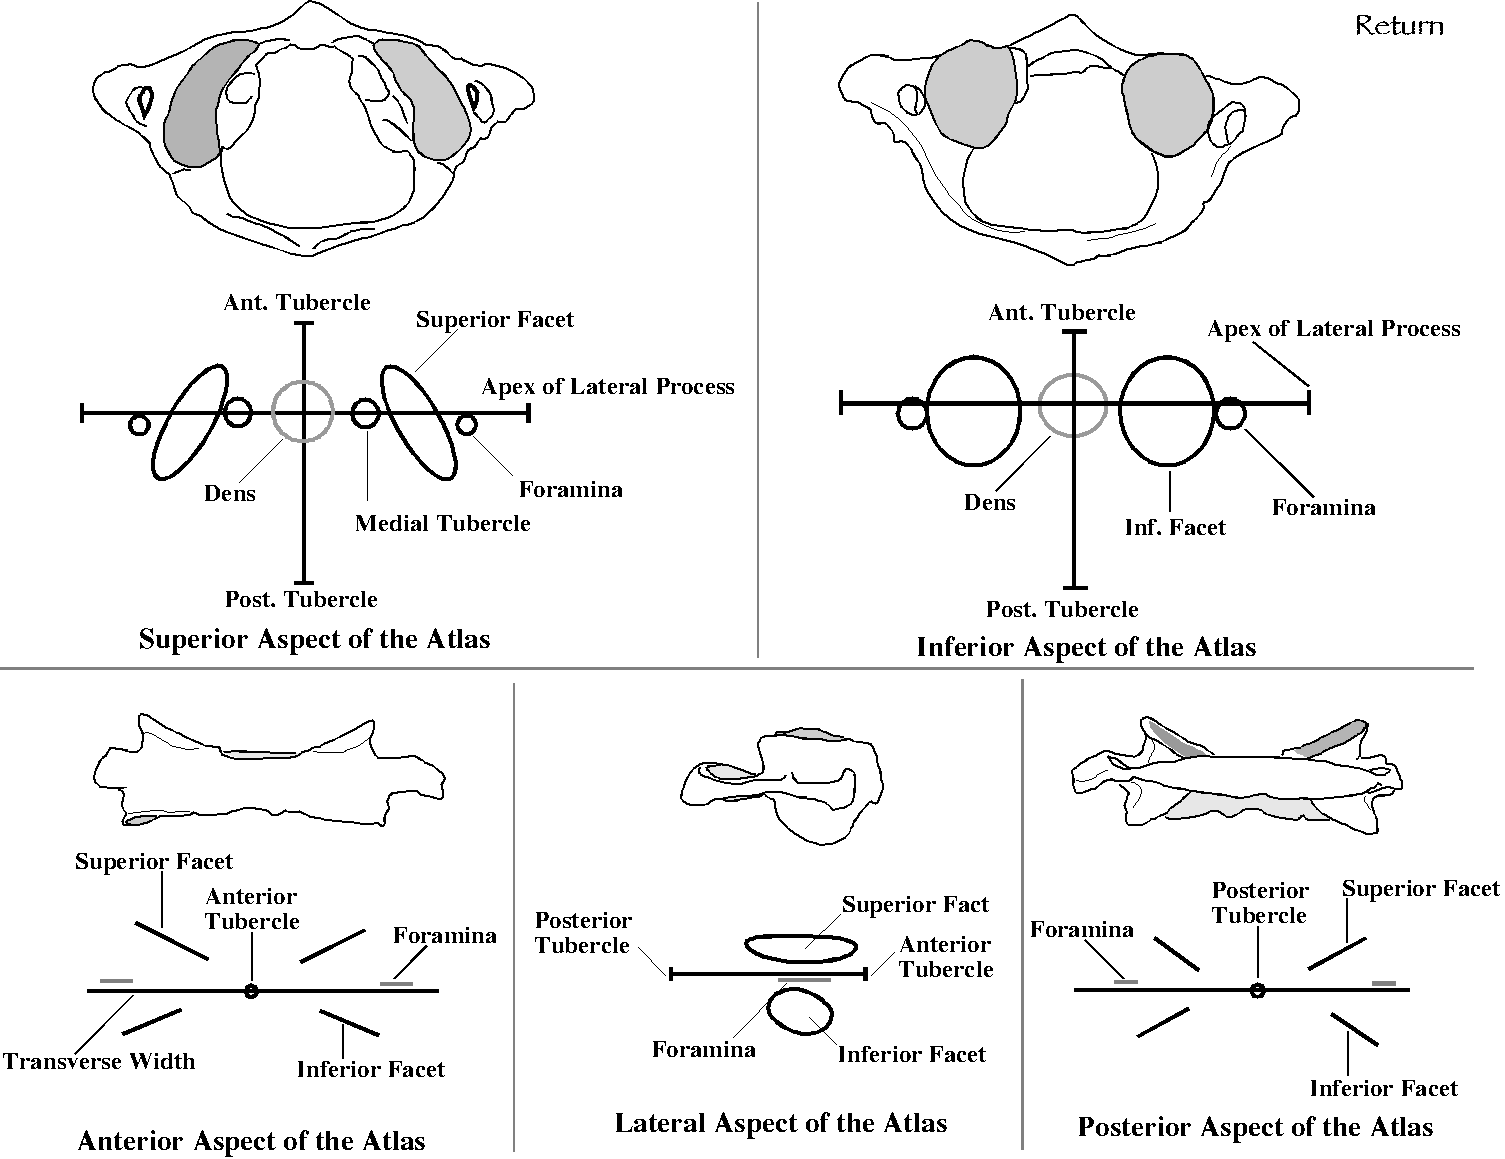 Return
Ant. Tubercle
Superior Facet
Apex of Lateral Process
Dens
Foramina
Medial Tubercle
Post. Tubercle
Superior Aspect of the Atlas
Ant. Tubercle
Apex of Lateral Process
Dens
Foramina
Inf. Facet
Post. Tubercle
Inferior Aspect of the Atlas
Superior Facet
Anterior
Tubercle
Foramina
Transverse Width
Inferior Facet
Anterior Aspect of the Atlas
Superior Fact
Posterior
Tubercle
Anterior
Tubercle
Foramina
Inferior Facet
Lateral Aspect of the Atlas
Posterior
Tubercle
Superior Facet
Foramina
Inferior Facet
Posterior Aspect of the Atlas